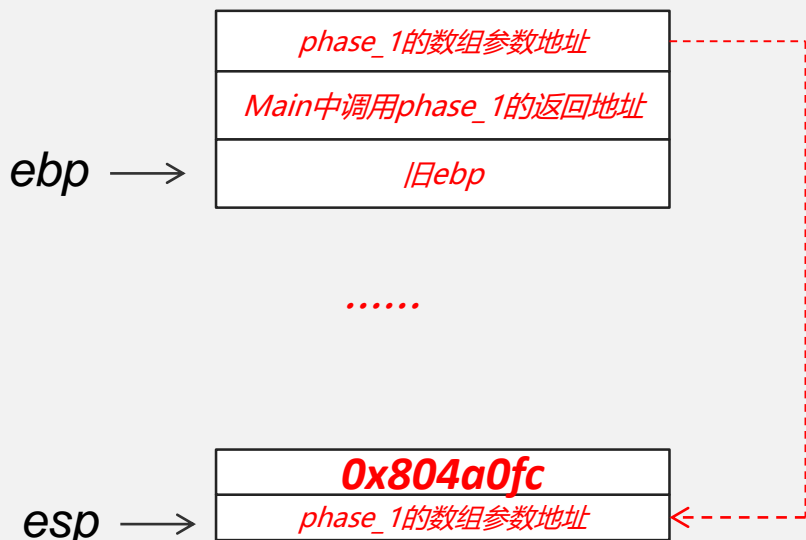 phase_1的数组参数地址
Main中调用phase_1的返回地址
ebp
旧ebp
......
0x804a0fc
esp
phase_1的数组参数地址